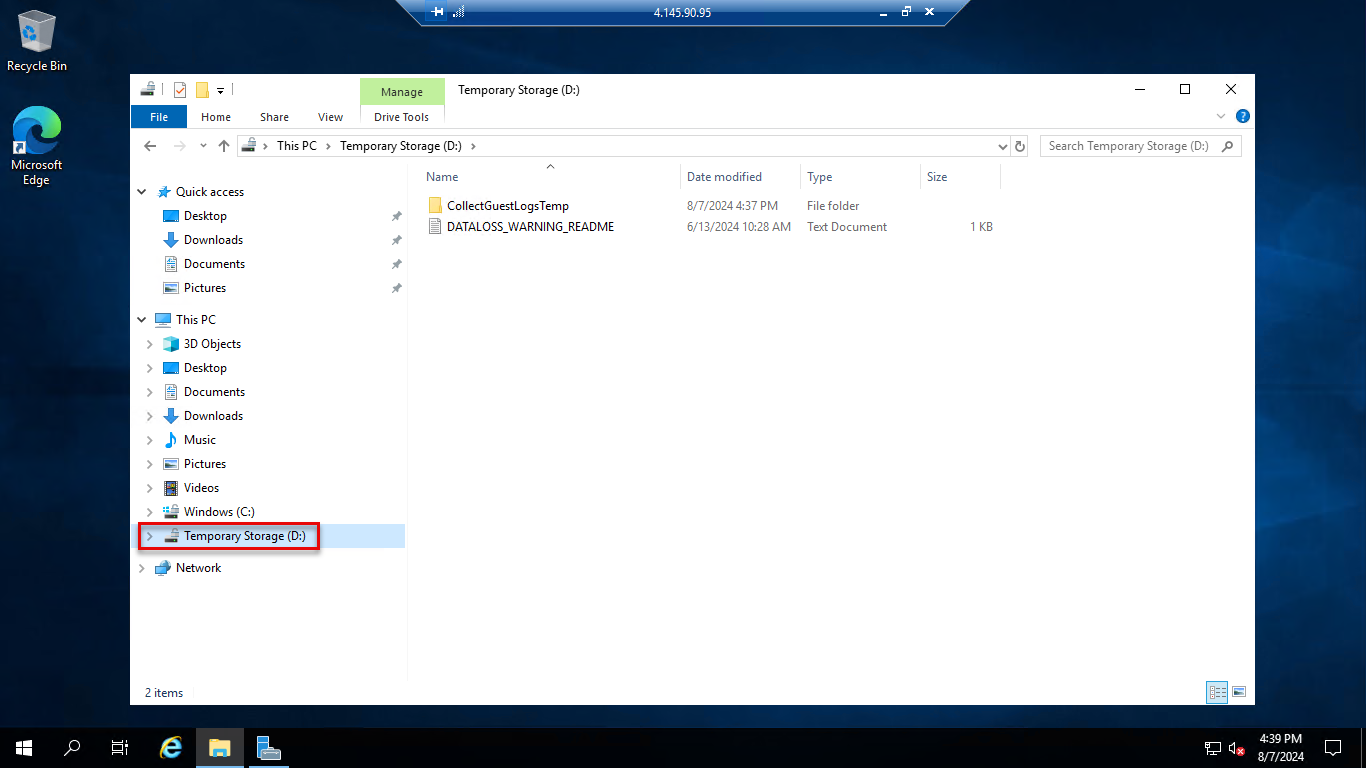 4.145.90.95
Recycle Bin
Microsoft
Edge
Manage
Temporary Storage (D:)
File
Home
Share
View
Drive Tools
?
This PC
Temporary Storage (D:)
Search Temporary Storage (D:)
Name
Date modified
Type
Size
CollectGuestLogsTemp
8/7/2024 4:37 PM
File folder
DATALOSS_WARNING_README
6/13/2024 10:28 AM
Text Document
1 KB
Quick access
Desktop
Downloads
Documents
Pictures
This PC
3D Objects
Desktop
Documents
Downloads
Music
Pictures
Videos
Windows (C:)
Temporary Storage (D:)
Network
2 items
4:39 PM
8/7/2024